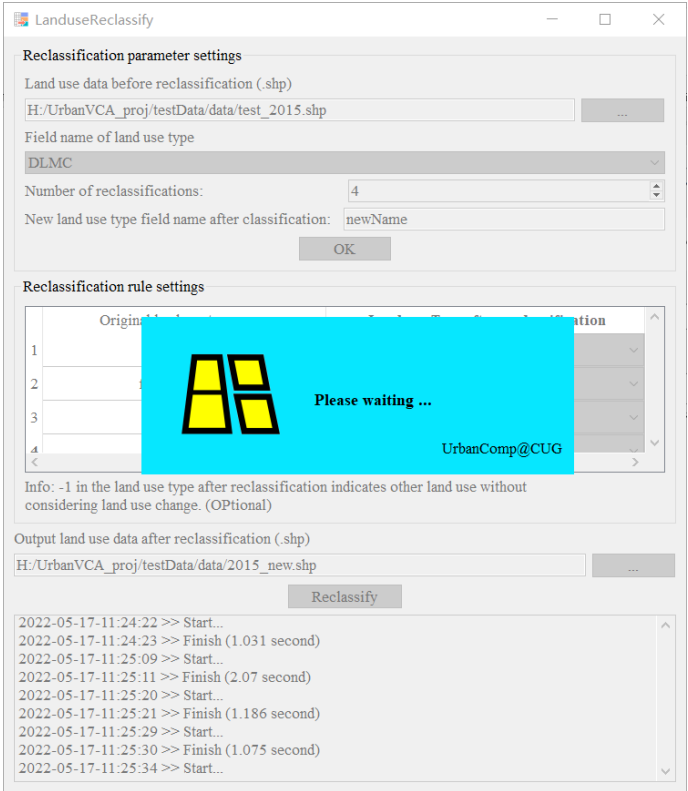 LanduseReclassify
Reclassification parameter settings
Land use data before reclassification (.shp)
H:/UrbanVCA_proj/testData/data/test_2015.shp
...
Field name of land use type
DLMC
Number of reclassifications:
4
New land use type field name after classification:
newName
OK
Reclassification rule settings
1
2
3
4
Please waiting ...
UrbanComp@CUG
Info: -1 in the land use type after reclassification indicates other land use without
considering land use change. (OPtional)
Output land use data after reclassification (.shp)
H:/UrbanVCA_proj/testData/data/2015_new.shp
...
Reclassify
2022-05-17-11:24:22 >> Start...
2022-05-17-11:24:23 >> Finish (1.031 second)
2022-05-17-11:25:09 >> Start...
2022-05-17-11:25:11 >> Finish (2.07 second)
2022-05-17-11:25:20 >> Start...
2022-05-17-11:25:21 >> Finish (1.186 second)
2022-05-17-11:25:29 >> Start...
2022-05-17-11:25:30 >> Finish (1.075 second)
2022-05-17-11:25:34 >> Start...